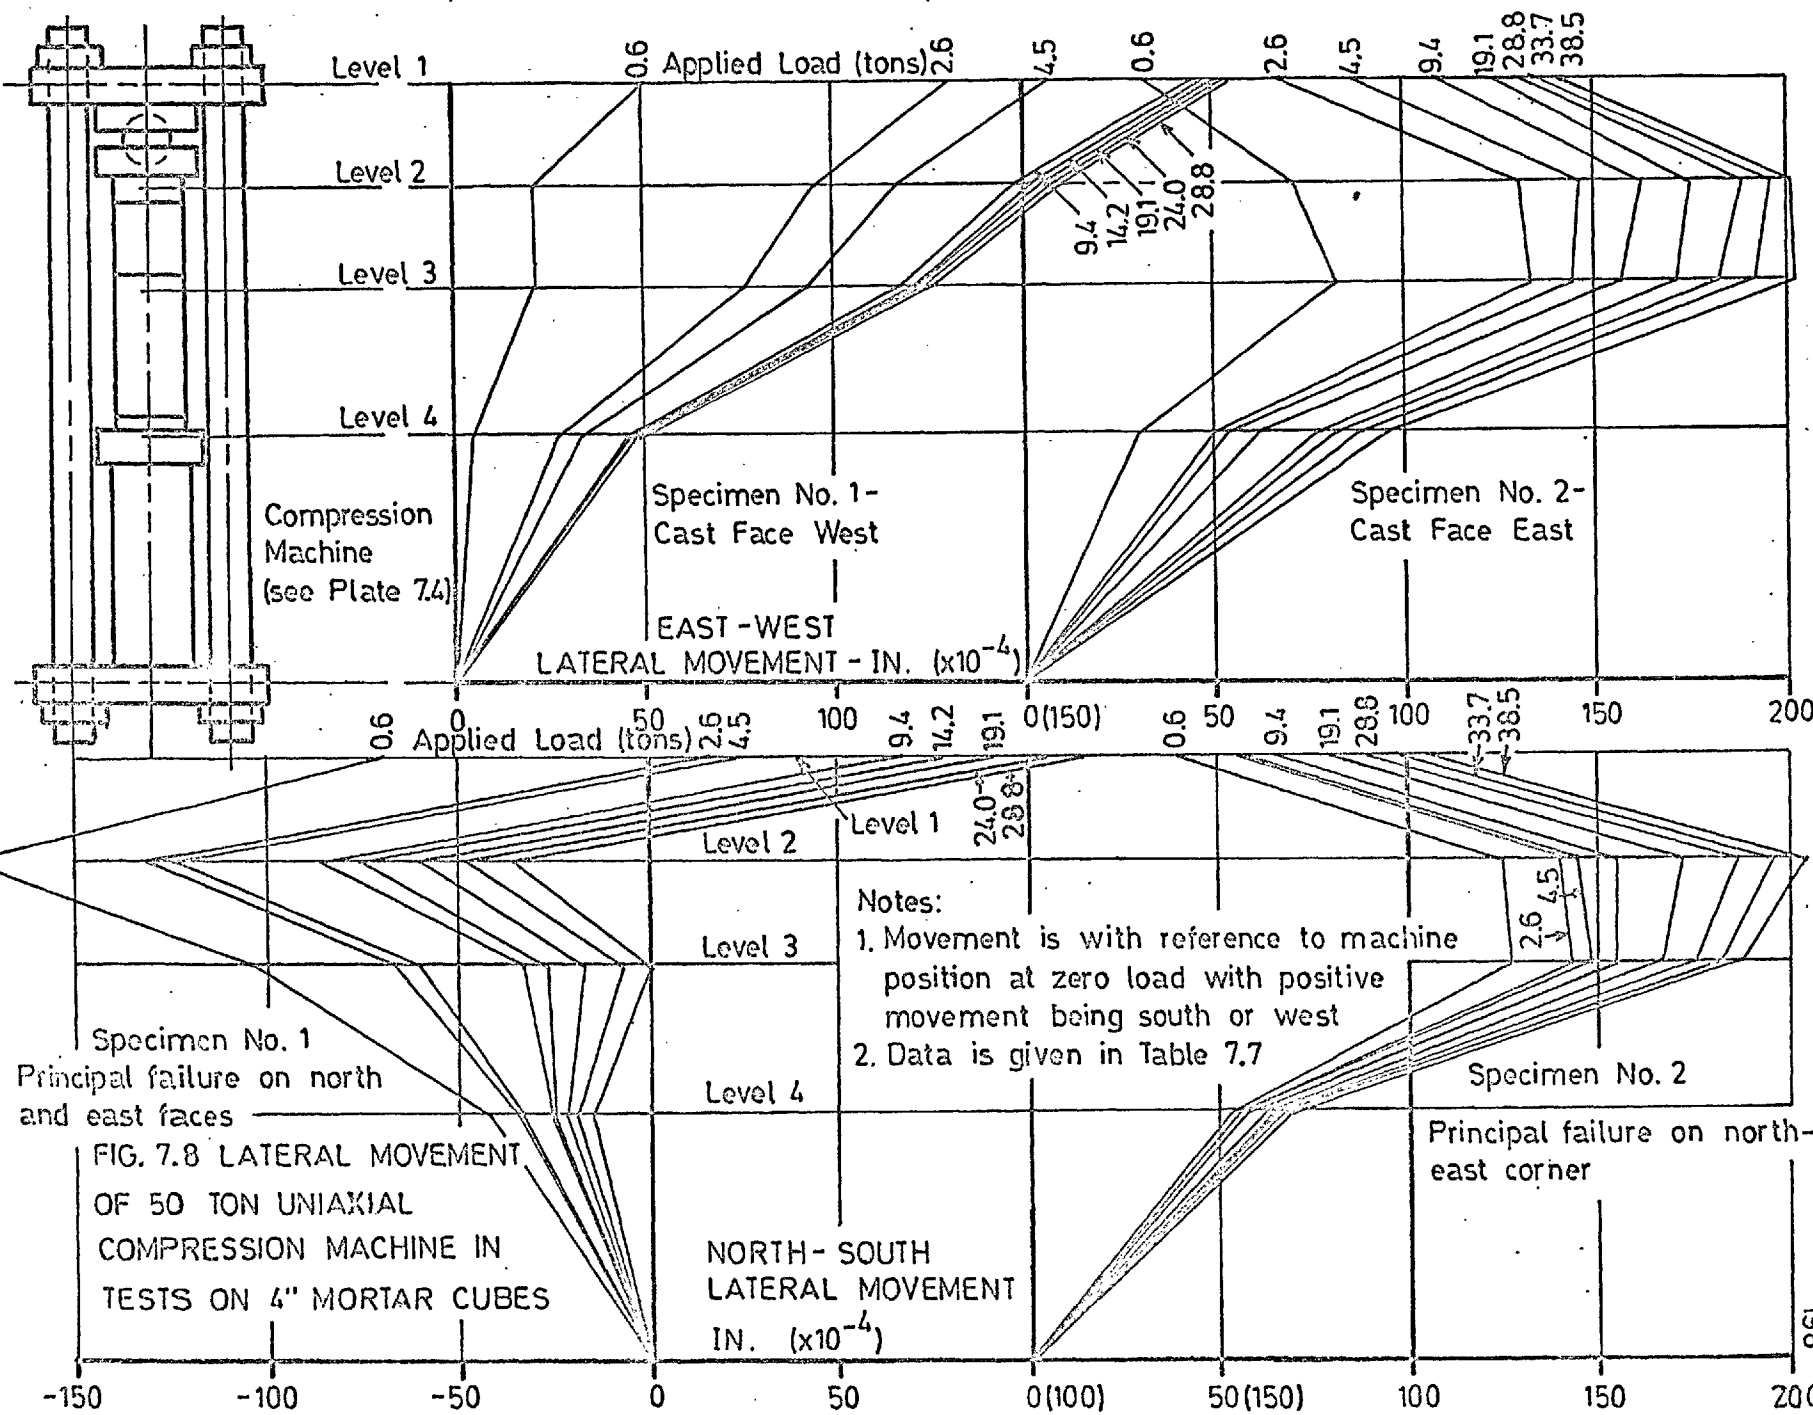 Level 1
0.6
Applied Load (tons)
2.6
4.5
0.6
2.6
4.5
9.4
19.1
28.8
33.7
38.5
Level 2
9.4
14.2
19.1
24.0
28.8
Level 3
Level 4
Compression
Machine
(see Plate 7.4)
Specimen No. 1-
Cast Face West
Specimen No. 2-
Cast Face East
EAST-WEST
LATERAL MOVEMENT - IN. (x10⁻⁴)
0 50 100 0(150) 50 100 150 200
0.6
Applied Load (tons)
2.6
4.5
9.4
14.2
19.1
0.6
9.4
19.1
28.8
33.7
38.5
24.0
28.8
Level 1
Level 2
Notes:
1. Movement is with reference to machine
position at zero load with positive
movement being south or west
2. Data is given in Table 7.7
2.6
4.5
Level 3
Level 4
Specimen No. 1
Principal failure on north
and east faces
Specimen No. 2
Principal failure on north-
east corner
FIG. 7.8 LATERAL MOVEMENT
OF 50 TON UNIAXIAL
COMPRESSION MACHINE IN
TESTS ON 4" MORTAR CUBES
NORTH-SOUTH
LATERAL MOVEMENT
IN. (x10⁻⁴)
-150 -100 -50 0 50 0(100) 50(150) 100 150